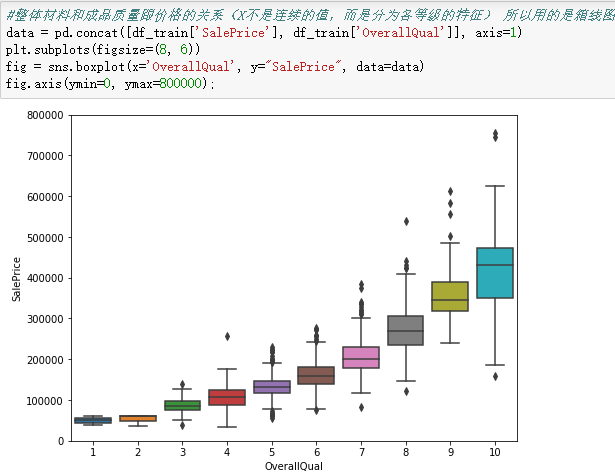 #整体材料和成品质量即价格的关系（X不是连续的值，而是分为各等级的特征） 所以用的是箱线图
data = pd.concat([df_train['SalePrice'], df_train['OverallQual']], axis=1)
plt.subplots(figsize=(8, 6))
fig = sns.boxplot(x='OverallQual', y="SalePrice", data=data)
fig.axis(ymin=0, ymax=800000);
800000
700000
600000
500000
400000
300000
200000
100000
0
SalePrice
1 2 3 4 5 6 7 8 9 10
OverallQual